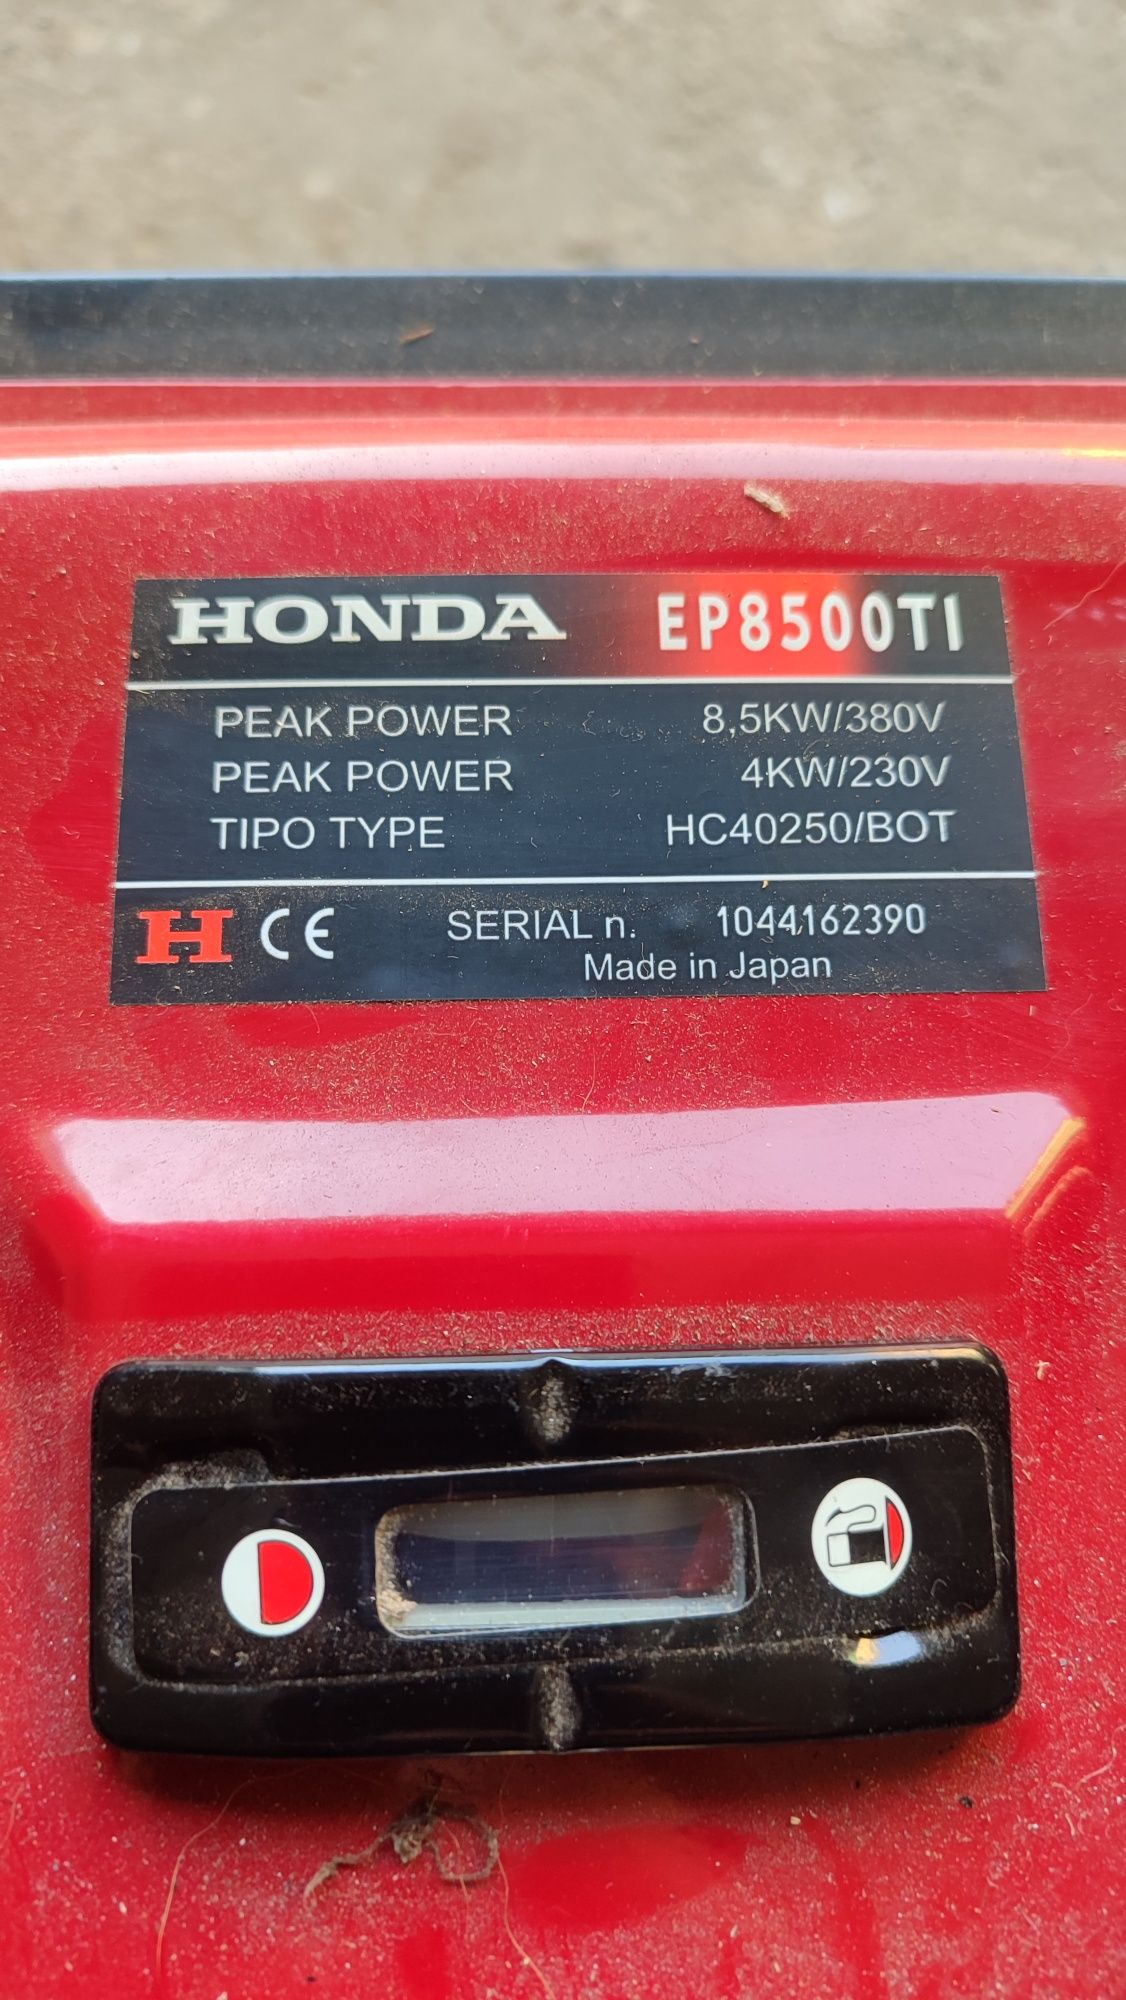 HONDA EP8500TI
PEAK POWER 8,5KW/380V
PEAK POWER 4KW/230V
TIPO TYPE HC40250/BOT
H CE SERIAL n. 1044162390
Made in Japan